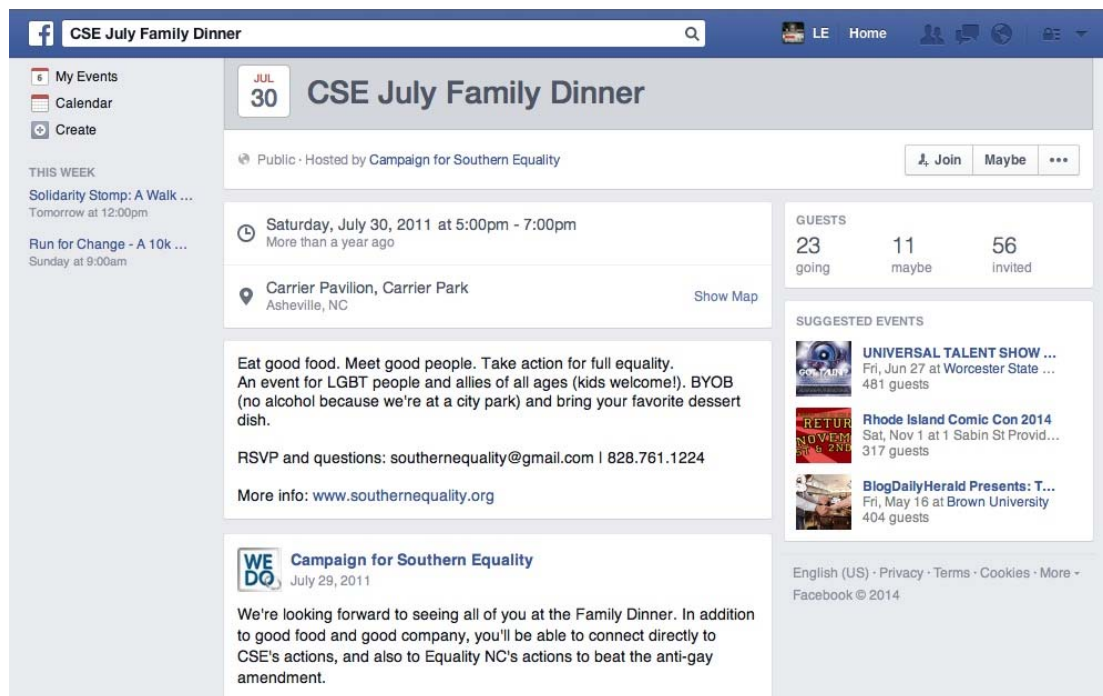 CSE July Family Dinner
LE
Home
6
My Events
Calendar
Create
THIS WEEK
Solidarity Stomp: A Walk ...
Tomorrow at 12:00pm
Run for Change - A 10k ...
Sunday at 9:00am
JUL
30
CSE July Family Dinner
Public · Hosted by Campaign for Southern Equality
Join
Maybe
Saturday, July 30, 2011 at 5:00pm - 7:00pm
More than a year ago
Carrier Pavilion, Carrier Park
Asheville, NC
Show Map
Eat good food. Meet good people. Take action for full equality.
An event for LGBT people and allies of all ages (kids welcome!). BYOB
(no alcohol because we're at a city park) and bring your favorite dessert
dish.
RSVP and questions: southernequality@gmail.com | 828.761.1224
More info: www.southernequality.org
WE
DO
Campaign for Southern Equality
July 29, 2011
We're looking forward to seeing all of you at the Family Dinner. In addition
to good food and good company, you'll be able to connect directly to
CSE's actions, and also to Equality NC's actions to beat the anti-gay
amendment.
GUESTS
23 11 56
going maybe invited
SUGGESTED EVENTS
UNIVERSAL TALENT SHOW ...
Fri, Jun 27 at Worcester State ...
481 guests
RETUR
NOVEM
Rhode Island Comic Con 2014
Sat, Nov 1 at 1 Sabin St Provid...
317 guests
BlogDailyHerald Presents: T...
Fri, May 16 at Brown University
404 guests
English (US) · Privacy · Terms · Cookies · More
Facebook © 2014